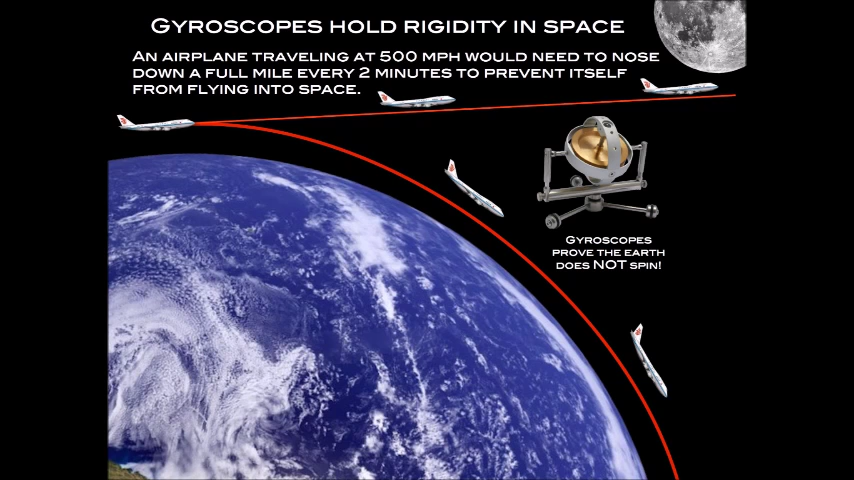 Gyroscopes hold rigidity in space
An airplane traveling at 500 mph would need to nose
down a full mile every 2 minutes to prevent itself
from flying into space.
Gyroscopes
prove the earth
does NOT spin!